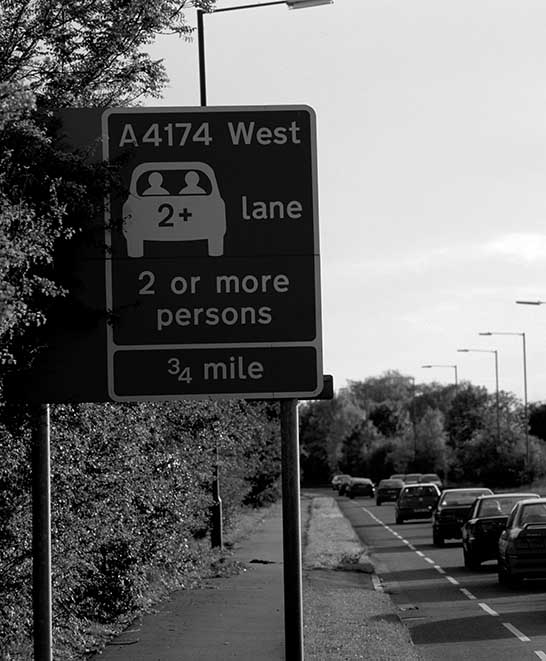 A4174 West
2+
lane
2 or more
persons
¾ mile